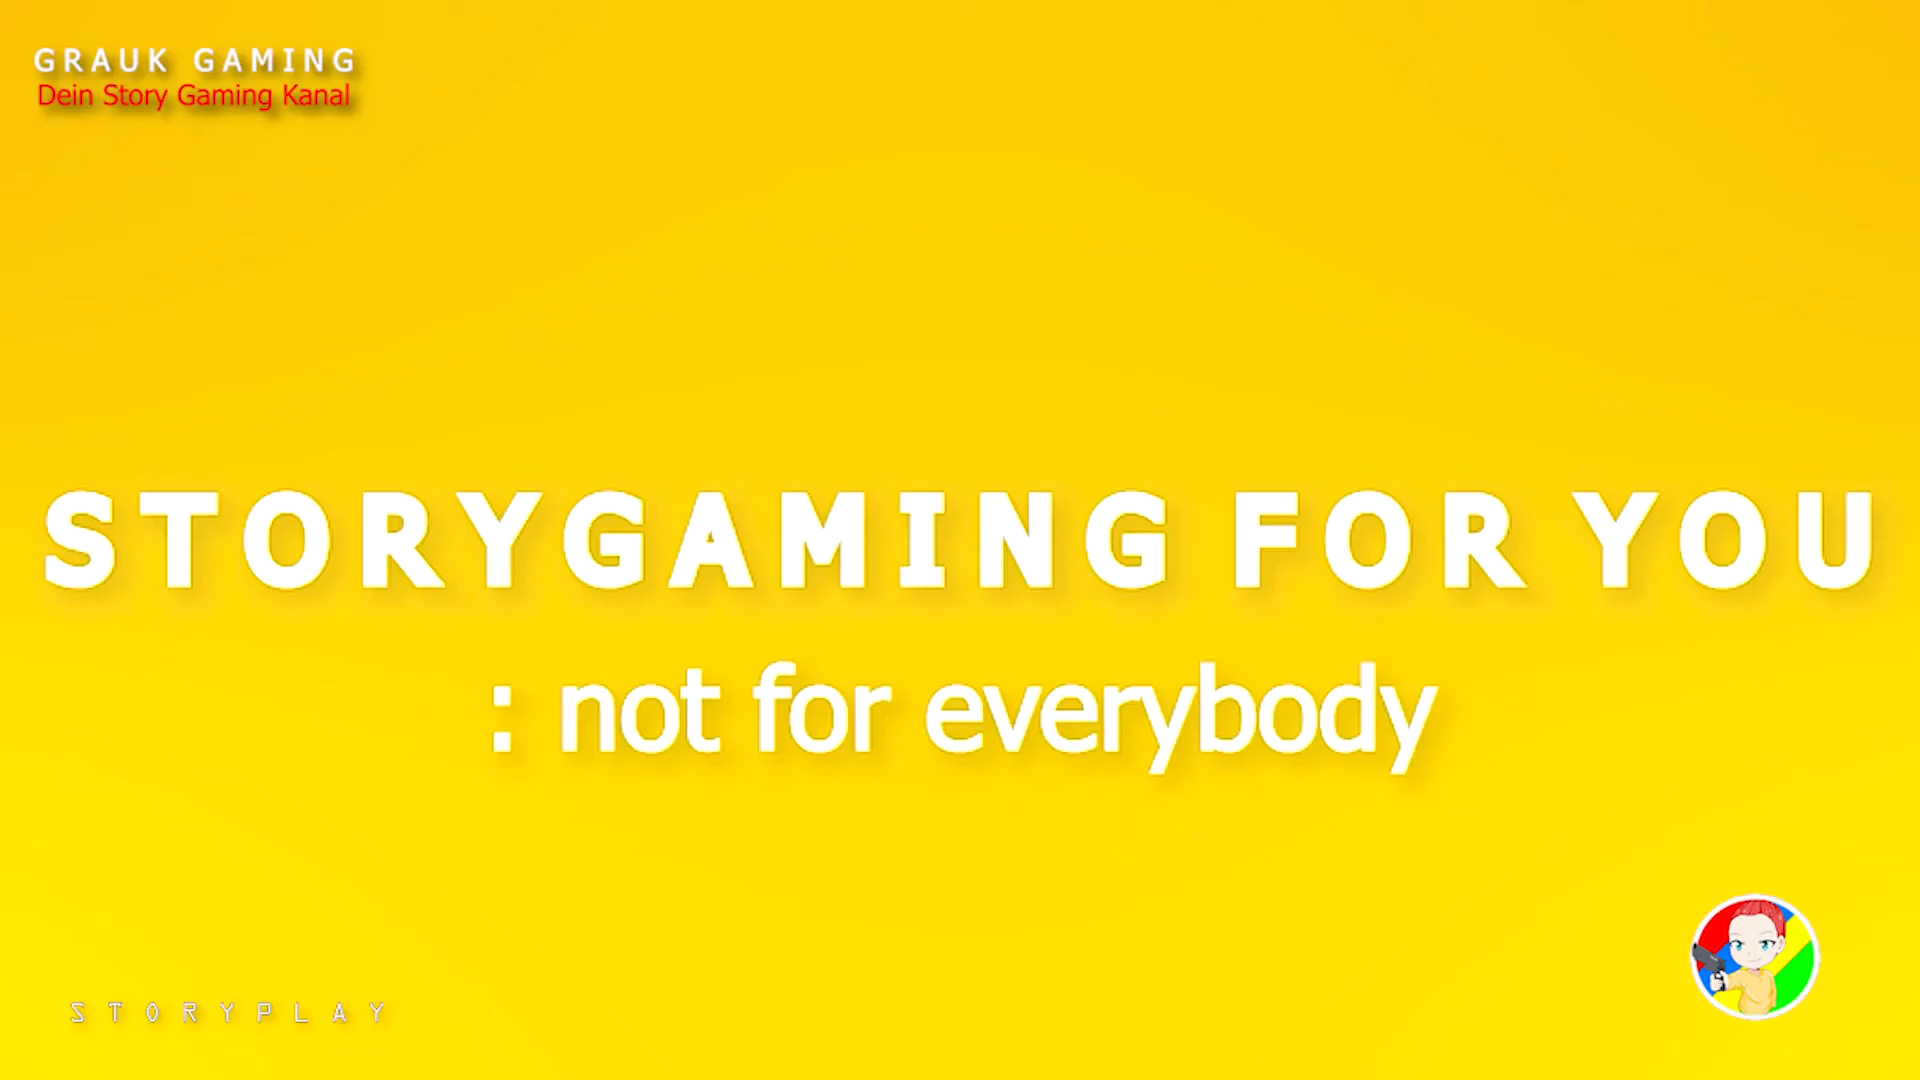 GRAUK GAMING
Dein Story Gaming Kanal
STORYGAMING FOR YOU
: not for everybody
STORYPLAY